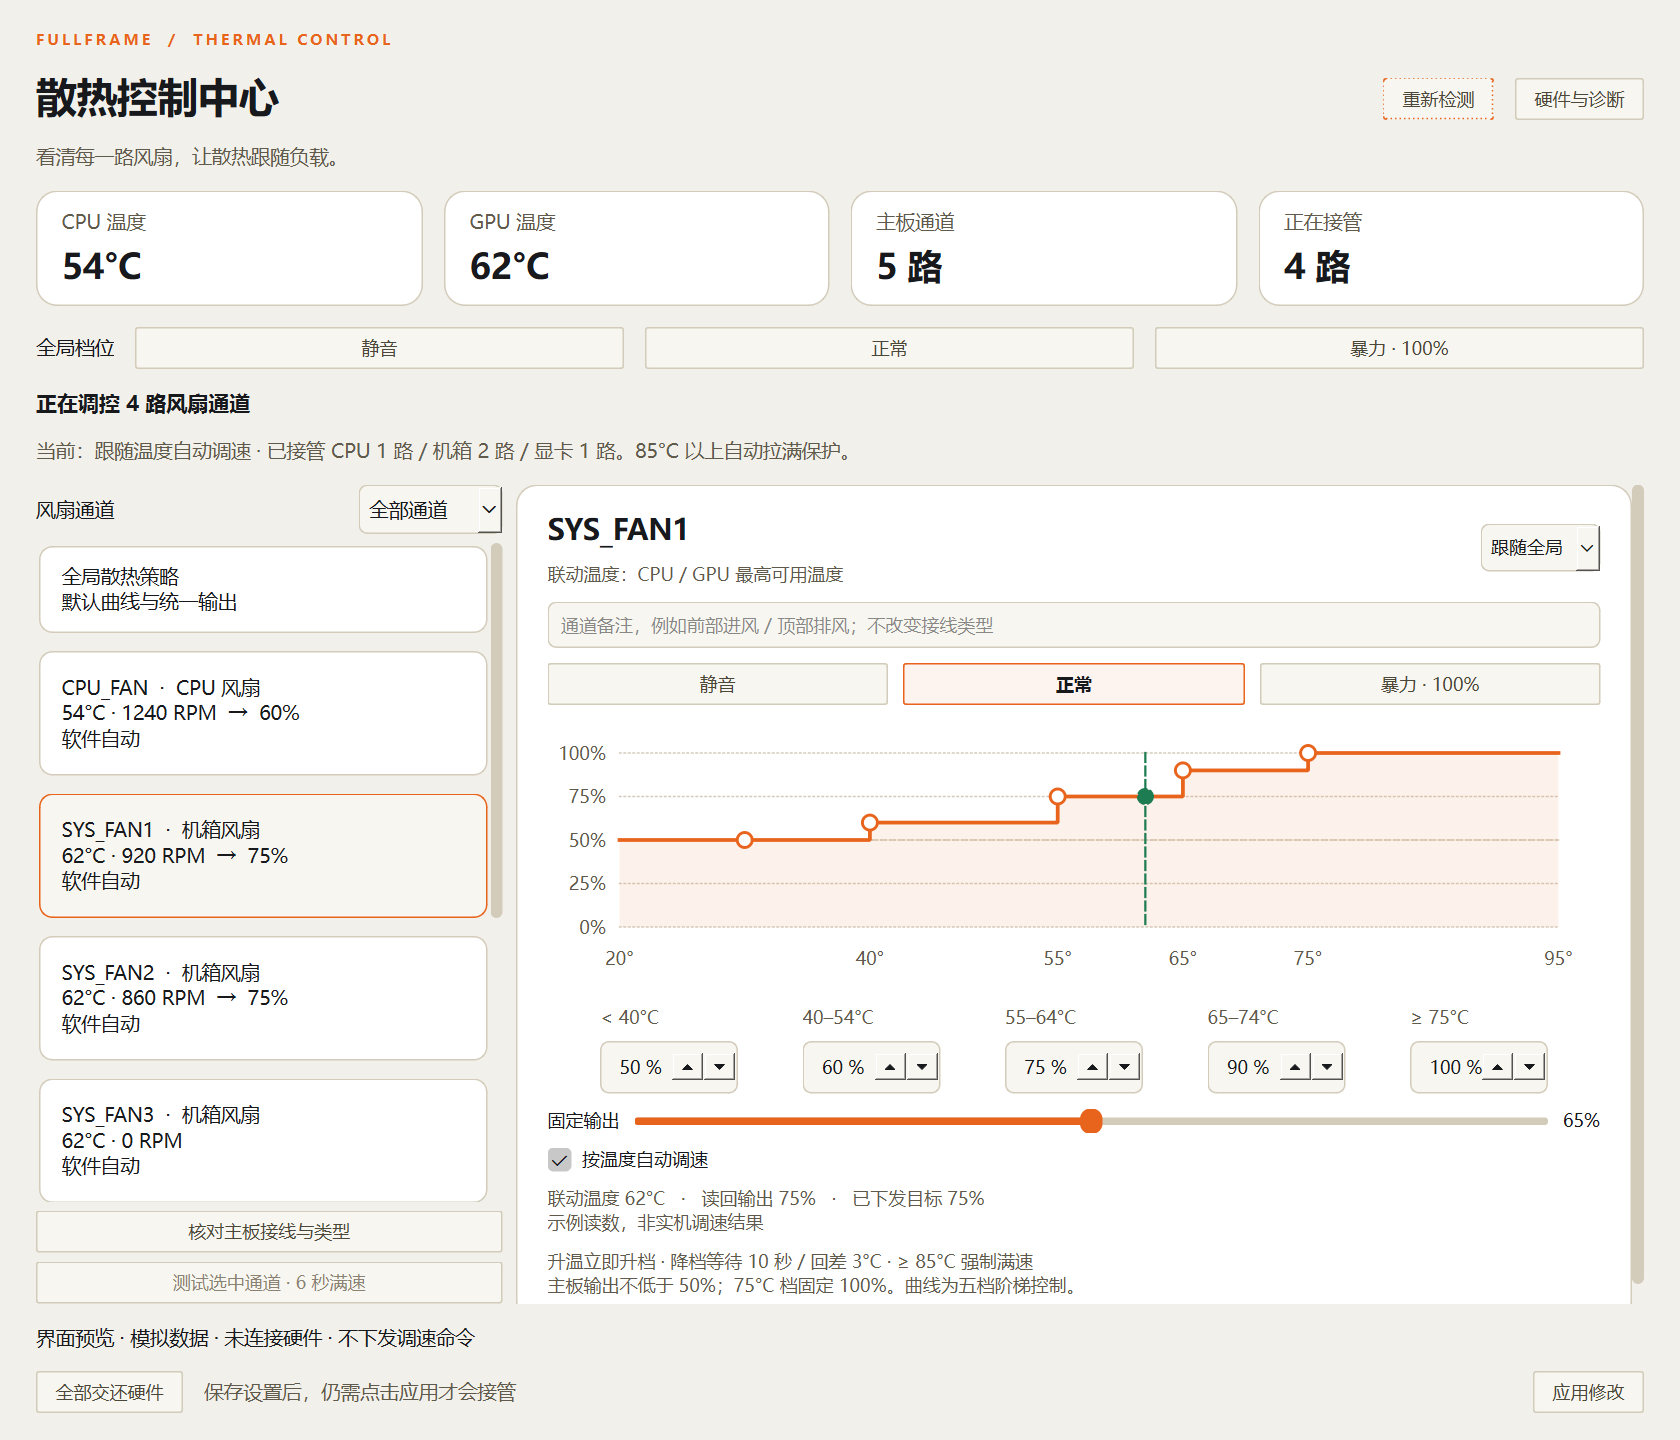 FULLFRAME / THERMAL CONTROL
散热控制中心
重新检测
硬件与诊断
看清每一路风扇，让散热跟随负载。
CPU 温度
54°C
GPU 温度
62°C
主板通道
5 路
正在接管
4 路
全局档位
静音
正常
暴力 · 100%
正在调控 4 路风扇通道
当前：跟随温度自动调速 · 已接管 CPU 1 路 / 机箱 2 路 / 显卡 1 路。85°C 以上自动拉满保护。
风扇通道
全部通道
全局散热策略
默认曲线与统一输出
CPU_FAN · CPU 风扇
54°C · 1240 RPM → 60%
软件自动
SYS_FAN1 · 机箱风扇
62°C · 920 RPM → 75%
软件自动
SYS_FAN2 · 机箱风扇
62°C · 860 RPM → 75%
软件自动
SYS_FAN3 · 机箱风扇
62°C · 0 RPM
软件自动
核对主板接线与类型
测试选中通道 · 6 秒满速
SYS_FAN1
联动温度：CPU / GPU 最高可用温度
跟随全局
通道备注，例如前部进风 / 顶部排风；不改变接线类型
静音
正常
暴力 · 100%
100%
75%
50%
25%
0%
20° 40° 55° 65° 75° 95°
< 40°C 40–54°C 55–64°C 65–74°C ≥ 75°C
50 % 60 % 75 % 90 % 100 %
固定输出 65%
按温度自动调速
联动温度 62°C · 读回输出 75% · 已下发目标 75%
示例读数，非实机调速结果
升温立即升档 · 降档等待 10 秒 / 回差 3°C · ≥ 85°C 强制满速
主板输出不低于 50%；75°C 档固定 100%。曲线为五档阶梯控制。
界面预览 · 模拟数据 · 未连接硬件 · 不下发调速命令
全部交还硬件
保存设置后，仍需点击应用才会接管
应用修改